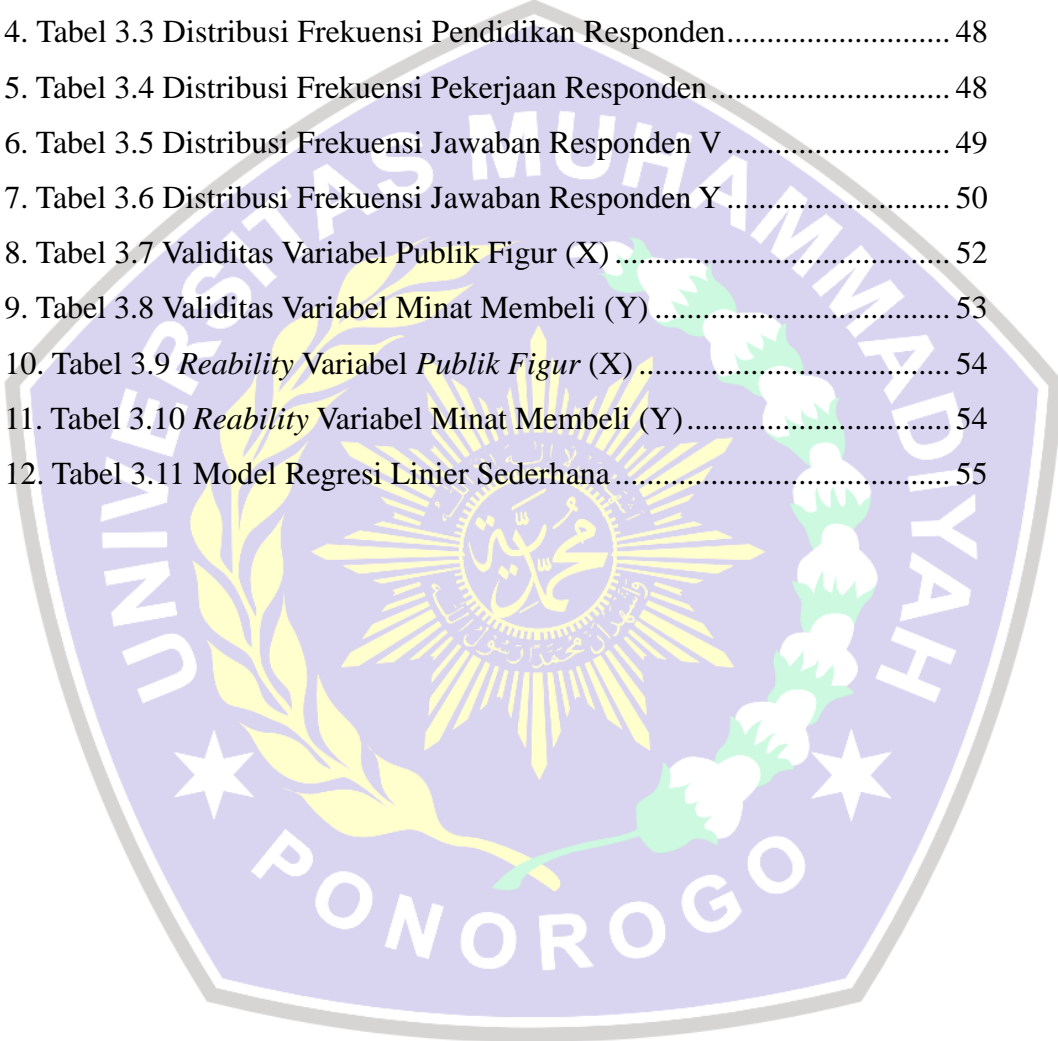 4. Tabel 3.3 Distribusi Frekuensi Pendidikan Responden........................... 48
5. Tabel 3.4 Distribusi Frekuensi Pekerjaan Responden............................. 48
6. Tabel 3.5 Distribusi Frekuensi Jawaban Responden V ........................... 49
7. Tabel 3.6 Distribusi Frekuensi Jawaban Responden Y ........................... 50
8. Tabel 3.7 Validitas Variabel Publik Figur (X) ........................................ 52
9. Tabel 3.8 Validitas Variabel Minat Membeli (Y) .................................... 53
10. Tabel 3.9 Reability Variabel Publik Figur (X) ...................................... 54
11. Tabel 3.10 Reability Variabel Minat Membeli (Y)................................ 54
12. Tabel 3.11 Model Regresi Linier Sederhana ......................................... 55
UNIVERSITAS MUHAMMADIYAH
PONOROGO
محمدية